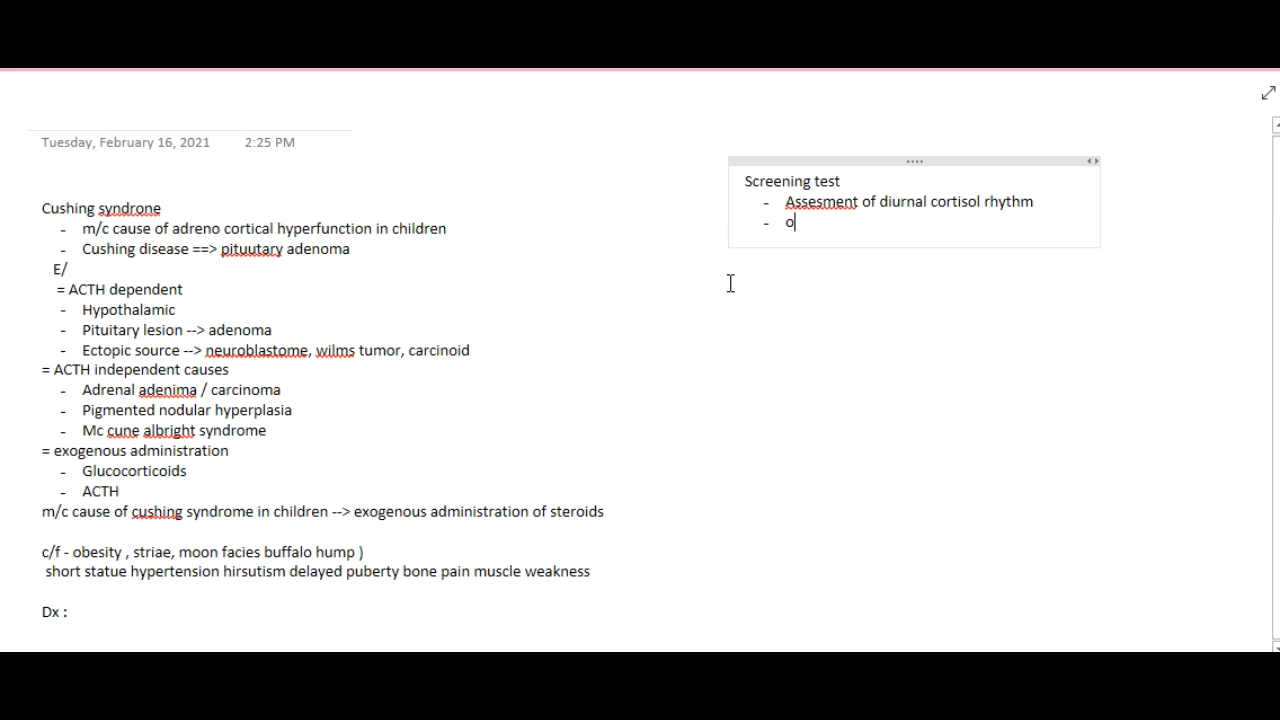 Tuesday, February 16, 2021 2:25 PM
Cushing syndrone
- m/c cause of adreno cortical hyperfunction in children
- Cushing disease ==> pituutary adenoma
E/
= ACTH dependent
- Hypothalamic
- Pituitary lesion --> adenoma
- Ectopic source --> neuroblastome, wilms tumor, carcinoid
= ACTH independent causes
- Adrenal adenima / carcinoma
- Pigmented nodular hyperplasia
- Mc cune albright syndrome
= exogenous administration
- Glucocorticoids
- ACTH
m/c cause of cushing syndrome in children --> exogenous administration of steroids
c/f - obesity , striae, moon facies buffalo hump )
short statue hypertension hirsutism delayed puberty bone pain muscle weakness
Dx :
Screening test
- Assesment of diurnal cortisol rhythm
- o